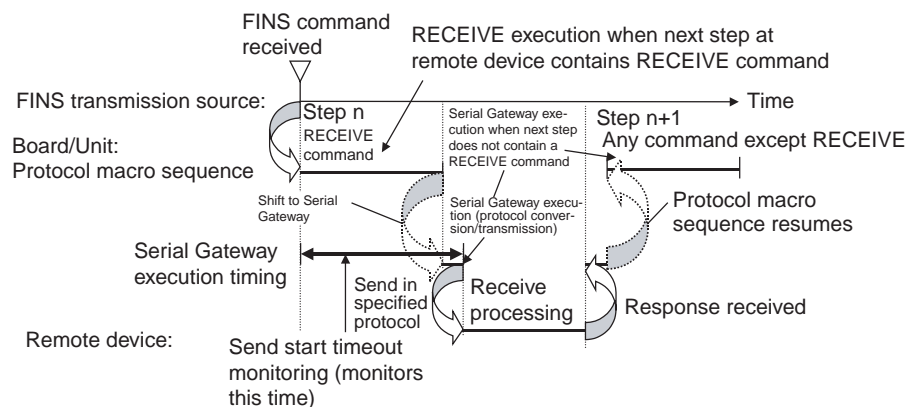 FINS command
received
RECEIVE execution when next step at
remote device contains RECEIVE command
FINS transmission source:
Time
Step n
RECEIVE
command
Serial Gateway exe-
cution when next step
does not contain a
RECEIVE command
Step n+1
Any command except RECEIVE
Board/Unit:
Protocol macro sequence
Shift to Serial
Gateway
Serial Gateway execu-
tion (protocol conver-
sion/transmission)
Protocol macro
sequence resumes
Serial Gateway
execution timing
Send in
specified
protocol
Receive
processing
Response received
Remote device:
Send start timeout
monitoring (monitors
this time)